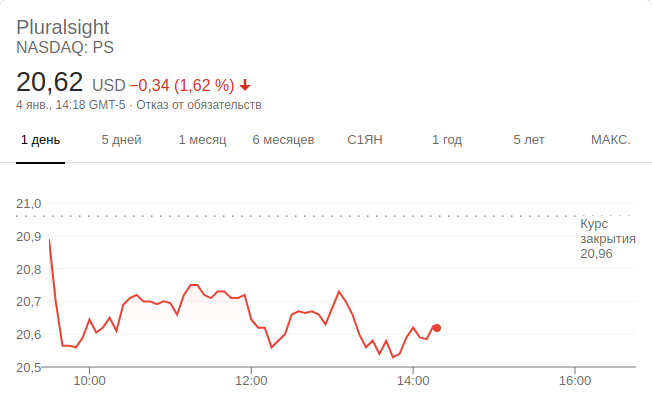 Pluralsight
NASDAQ: PS
20,62 USD −0,34 (1,62 %)
4 янв., 14:18 GMT-5 · Отказ от обязательств
1 день 5 дней 1 месяц 6 месяцев С1ЯН 1 год 5 лет МАКС.
21,0
Курс
закрытия
20,96
20,9
20,8
20,7
20,6
20,5
10:00 12:00 14:00 16:00